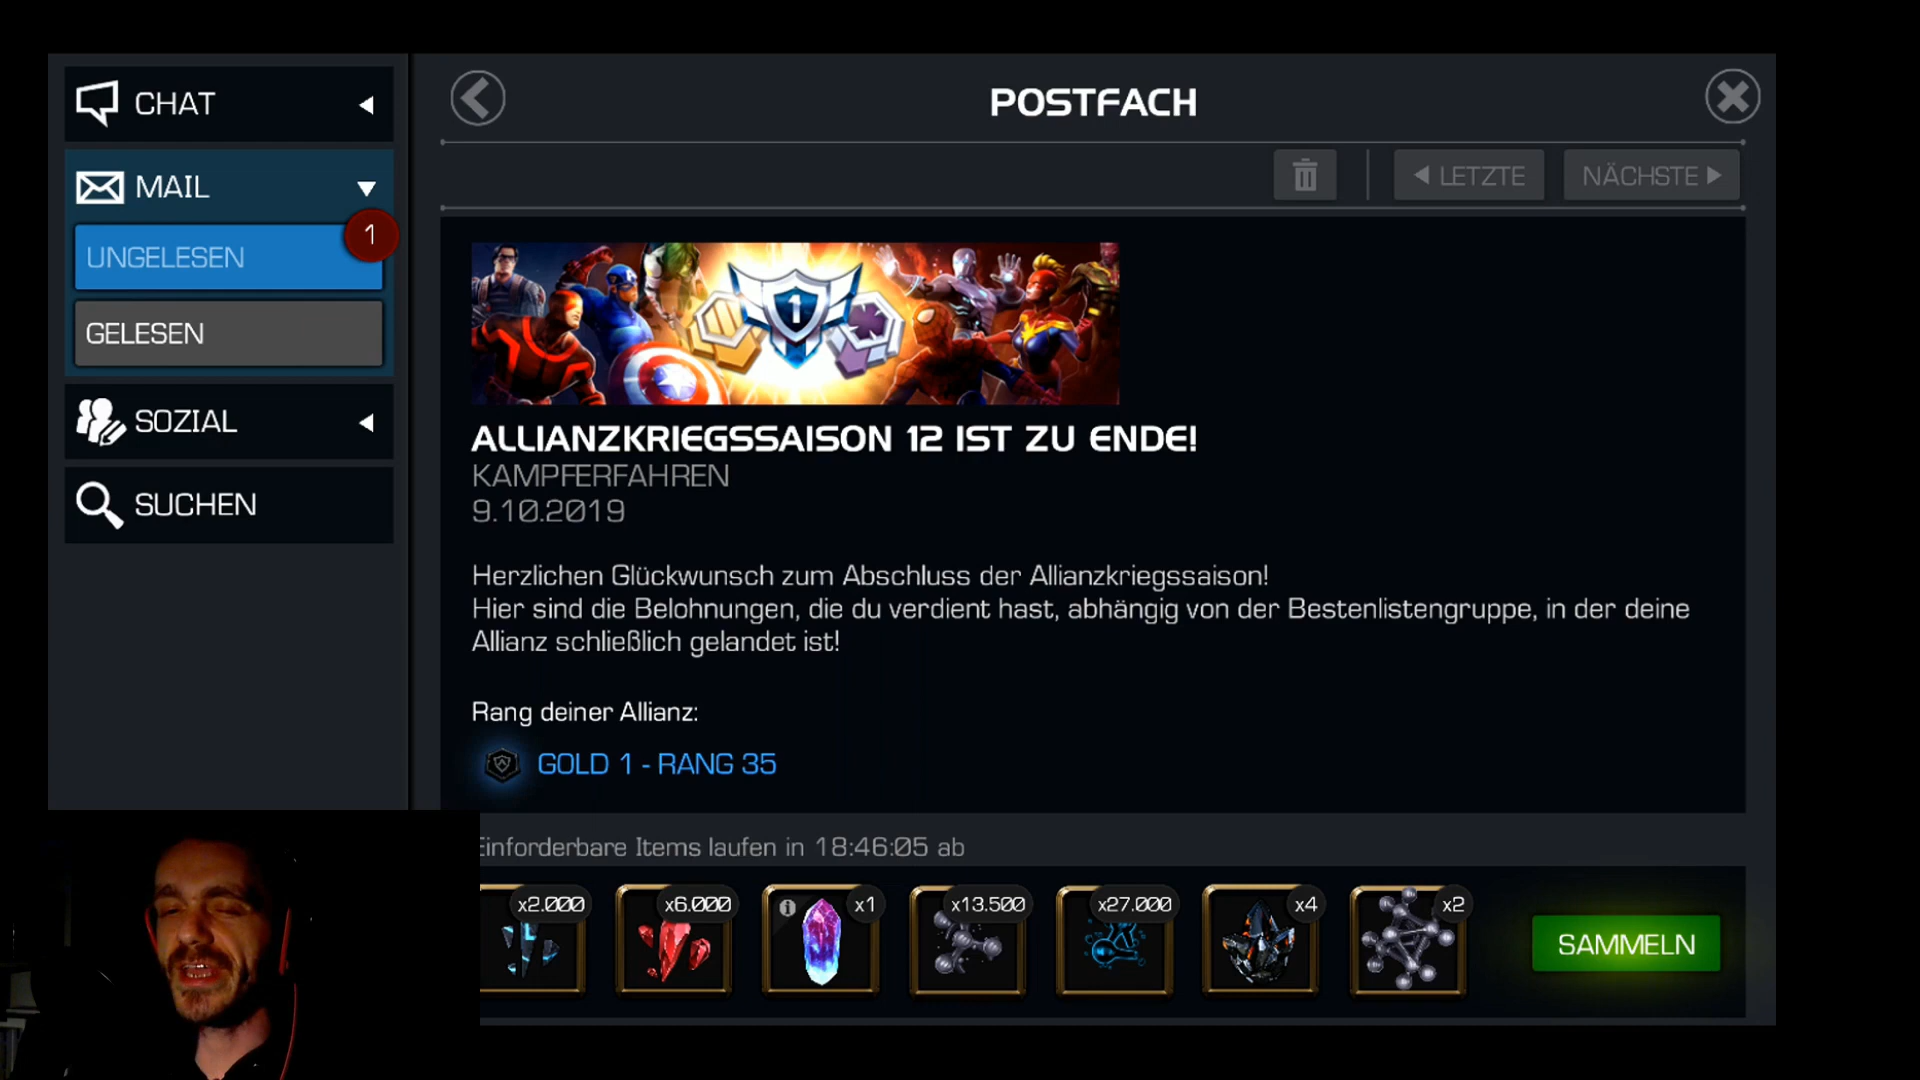 CHAT
MAIL
1
UNGELESEN
GELESEN
SOZIAL
SUCHEN
POSTFACH
LETZTE
NÄCHSTE
1
ALLIANZKRIEGSSAISON 12 IST ZU ENDE!
KAMPFERFAHREN
9.10.2019
Herzlichen Glückwunsch zum Abschluss der Allianzkriegssaison!
Hier sind die Belohnungen, die du verdient hast, abhängig von der Bestenlistengruppe, in der deine
Allianz schließlich gelandet ist!
Rang deiner Allianz:
GOLD 1 - RANG 35
Einforderbare Items laufen in 18:46:05 ab
x2.000
x6.000
x1
x13.500
x27.000
x4
x2
SAMMELN